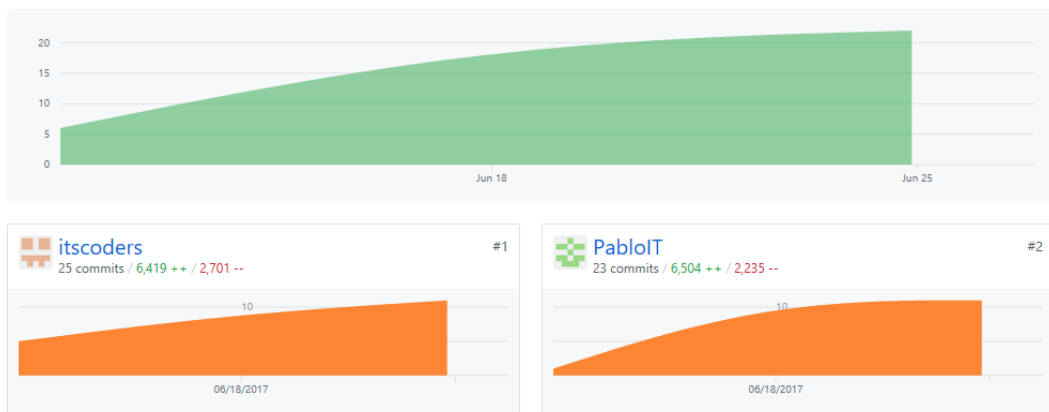 20
15
10
5
0
Jun 18
Jun 25
itscoders
#1
25 commits / 6,419 ++ / 2,701 --
10
06/18/2017
PabloIT
#2
23 commits / 6,504 ++ / 2,235 --
10
06/18/2017